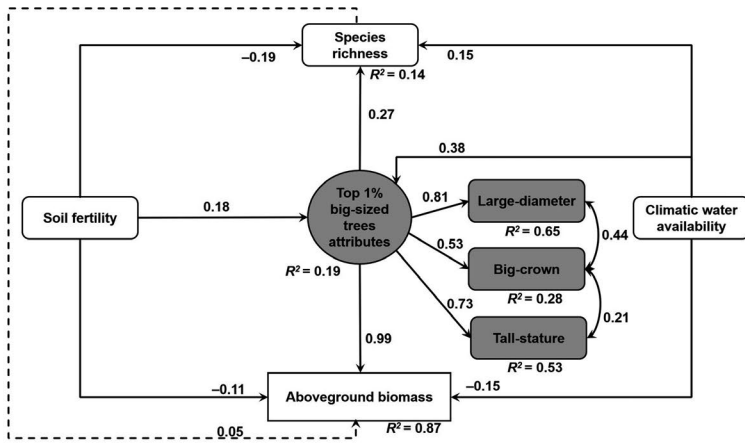 Species
richness
–0.19
0.15
R² = 0.14
0.27
0.38
Top 1%
big-sized
trees
attributes
0.81
Large-diameter
Soil fertility
0.18
Climatic water
availability
R² = 0.65
0.44
0.53
Big-crown
R² = 0.19
R² = 0.28
0.73
0.21
Tall-stature
0.99
R² = 0.53
–0.11
Aboveground biomass
–0.15
0.05
R² = 0.87